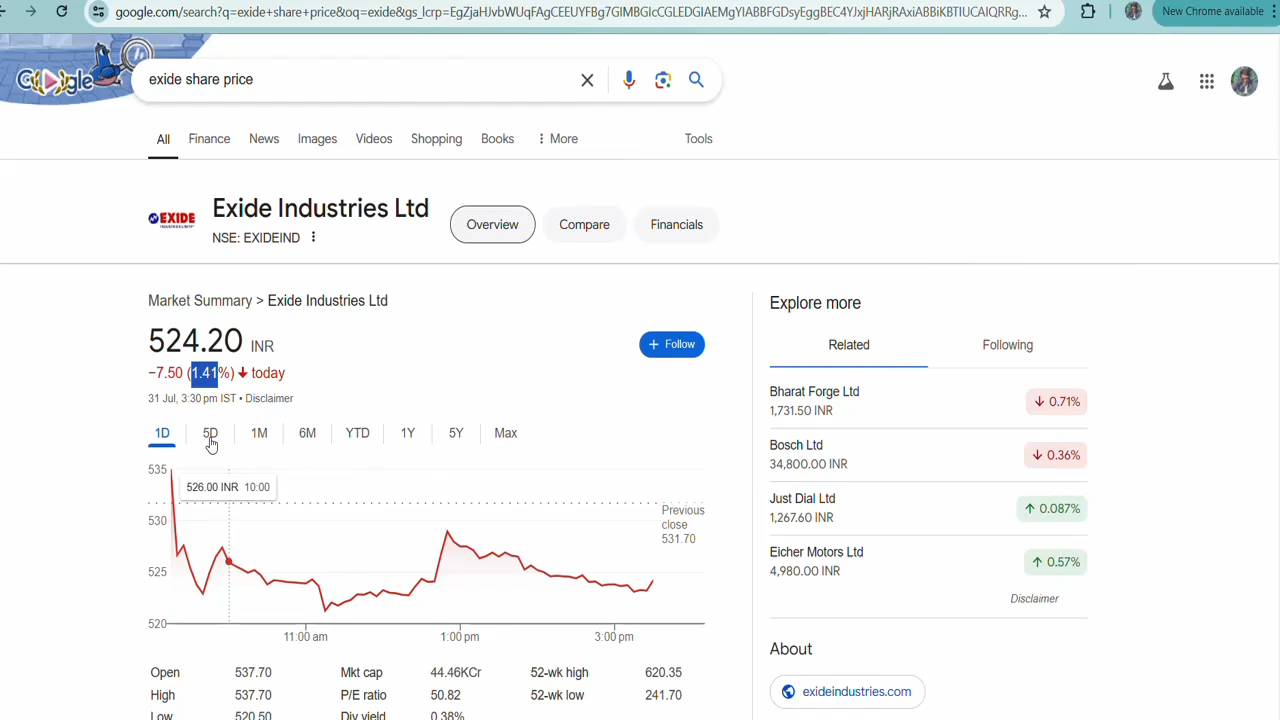 google.com/search?q=exide+share+price&oq=exide&gs_lcrp=EgZjaHJvbWUqFAgCEEUYFBg7GIMBGIcCGLEDGIAEMgYIABBFGDsyEggBEC4YJxjHARjRAxiABBiKBTIUCAIQRRg...
New Chrome available
Google
exide share price
All Finance News Images Videos Shopping Books More Tools
EXIDE
INDUSTRIES LIMITED
Exide Industries Ltd
NSE: EXIDEIND
Overview Compare Financials
Market Summary > Exide Industries Ltd
524.20 INR
+ Follow
−7.50 (1.41%) ↓ today
31 Jul, 3:30 pm IST • Disclaimer
1D 5D 1M 6M YTD 1Y 5Y Max
535
530
525
520
526.00 INR 10:00
Previous
close
531.70
11:00 am 1:00 pm 3:00 pm
Open 537.70 Mkt cap 44.46KCr 52-wk high 620.35
High 537.70 P/E ratio 50.82 52-wk low 241.70
Low 520.50 Div yield 0.38%
Explore more
Related Following
Bharat Forge Ltd
1,731.50 INR
↓ 0.71%
Bosch Ltd
34,800.00 INR
↓ 0.36%
Just Dial Ltd
1,267.60 INR
↑ 0.087%
Eicher Motors Ltd
4,980.00 INR
↑ 0.57%
Disclaimer
About
exideindustries.com